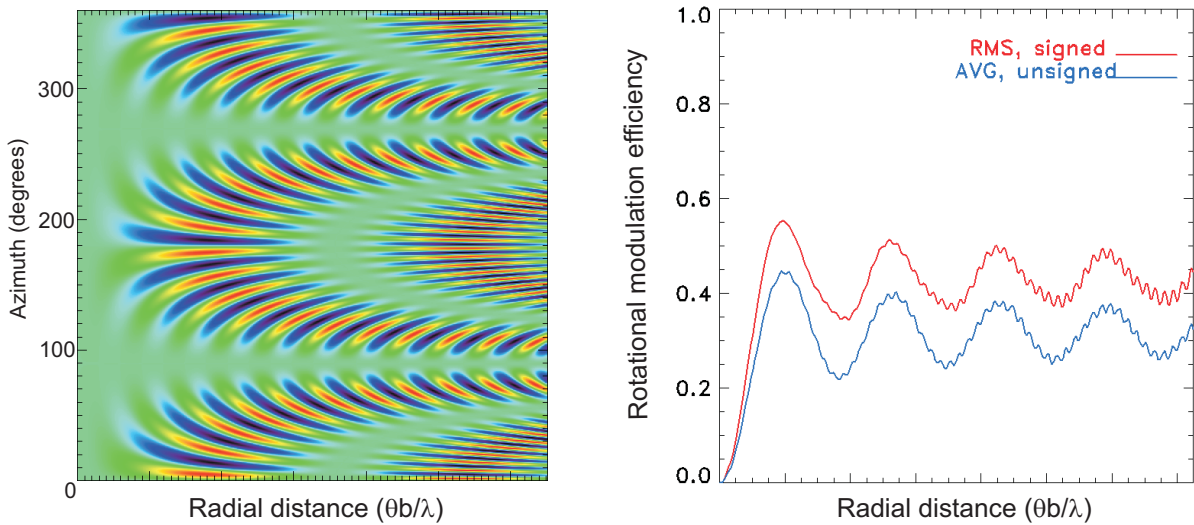 Azimuth (degrees)
300
200
100
0
Radial distance (θb/λ)
Rotational modulation efficiency
1.0
0.8
0.6
0.4
0.2
0.0
RMS, signed
AVG, unsigned
Radial distance (θb/λ)